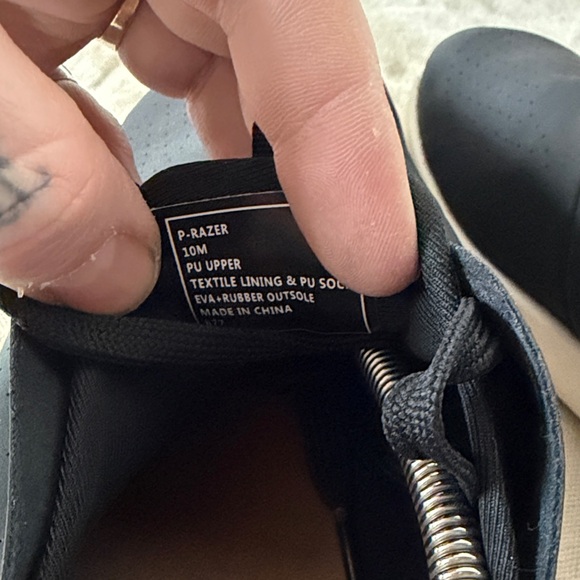 P-RAZER
10M
PU UPPER
TEXTILE LINING & PU SOC
EVA+RUBBER OUTSOLE
MADE IN CHINA